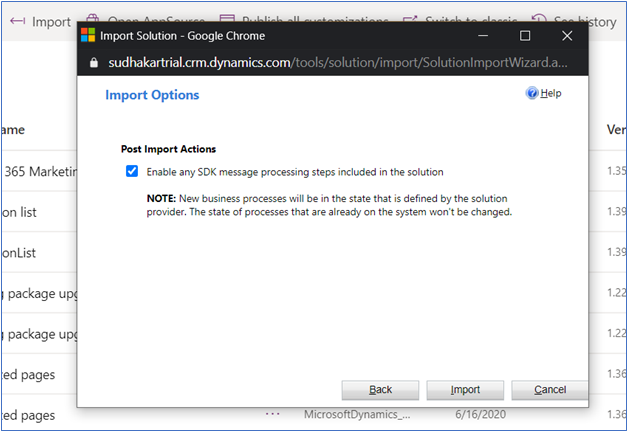 Import Open AppSource Publish all customizations Switch to classic See history
Import Solution - Google Chrome
sudhakartrial.crm.dynamics.com/tools/solution/import/SolutionImportWizard.a...
Import Options
Help
ame
Ver
Post Import Actions
Enable any SDK message processing steps included in the solution
365 Marketin
1.35
NOTE: New business processes will be in the state that is defined by the solution
provider. The state of processes that are already on the system won't be changed.
on list
1.39
onList
1.39
g package upg
1.22
g package upg
1.22
ted pages
1.36
Back Import Cancel
ted pages ... MicrosoftDynamics_... 6/16/2020 1.36